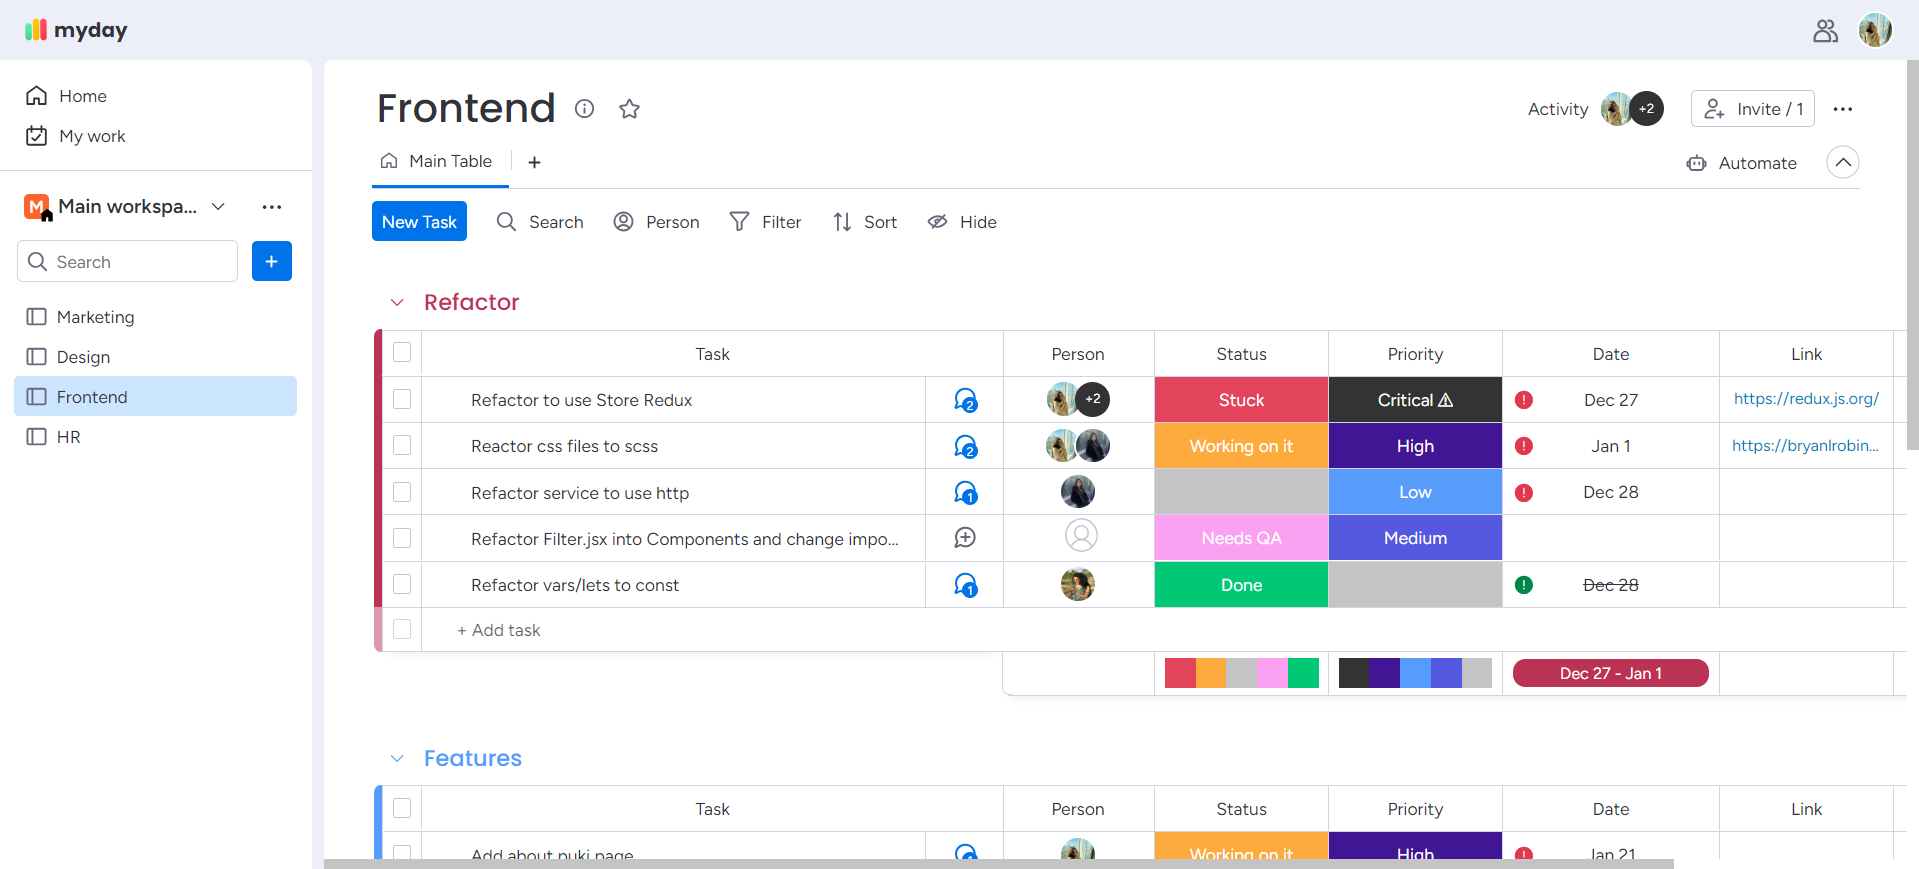 myday
Home
My work
M Main workspa...
Search
+
Marketing
Design
Frontend
HR
Frontend
Activity +2 Invite / 1
Main Table +
Automate
New Task Search Person Filter Sort Hide
Refactor
Task Person Status Priority Date Link
Refactor to use Store Redux 2 +2 Stuck Critical ⚠ ! Dec 27 https://redux.js.org/
Reactor css files to scss 2 Working on it High ! Jan 1 https://bryanlrobin...
Refactor service to use http 1 Low ! Dec 28
Refactor Filter.jsx into Components and change impo... Needs QA Medium
Refactor vars/lets to const 1 Done ! Dec 28
+ Add task
Dec 27 - Jan 1
Features
Task Person Status Priority Date Link
Add about puki page 1 Working on it High ! Jan 21